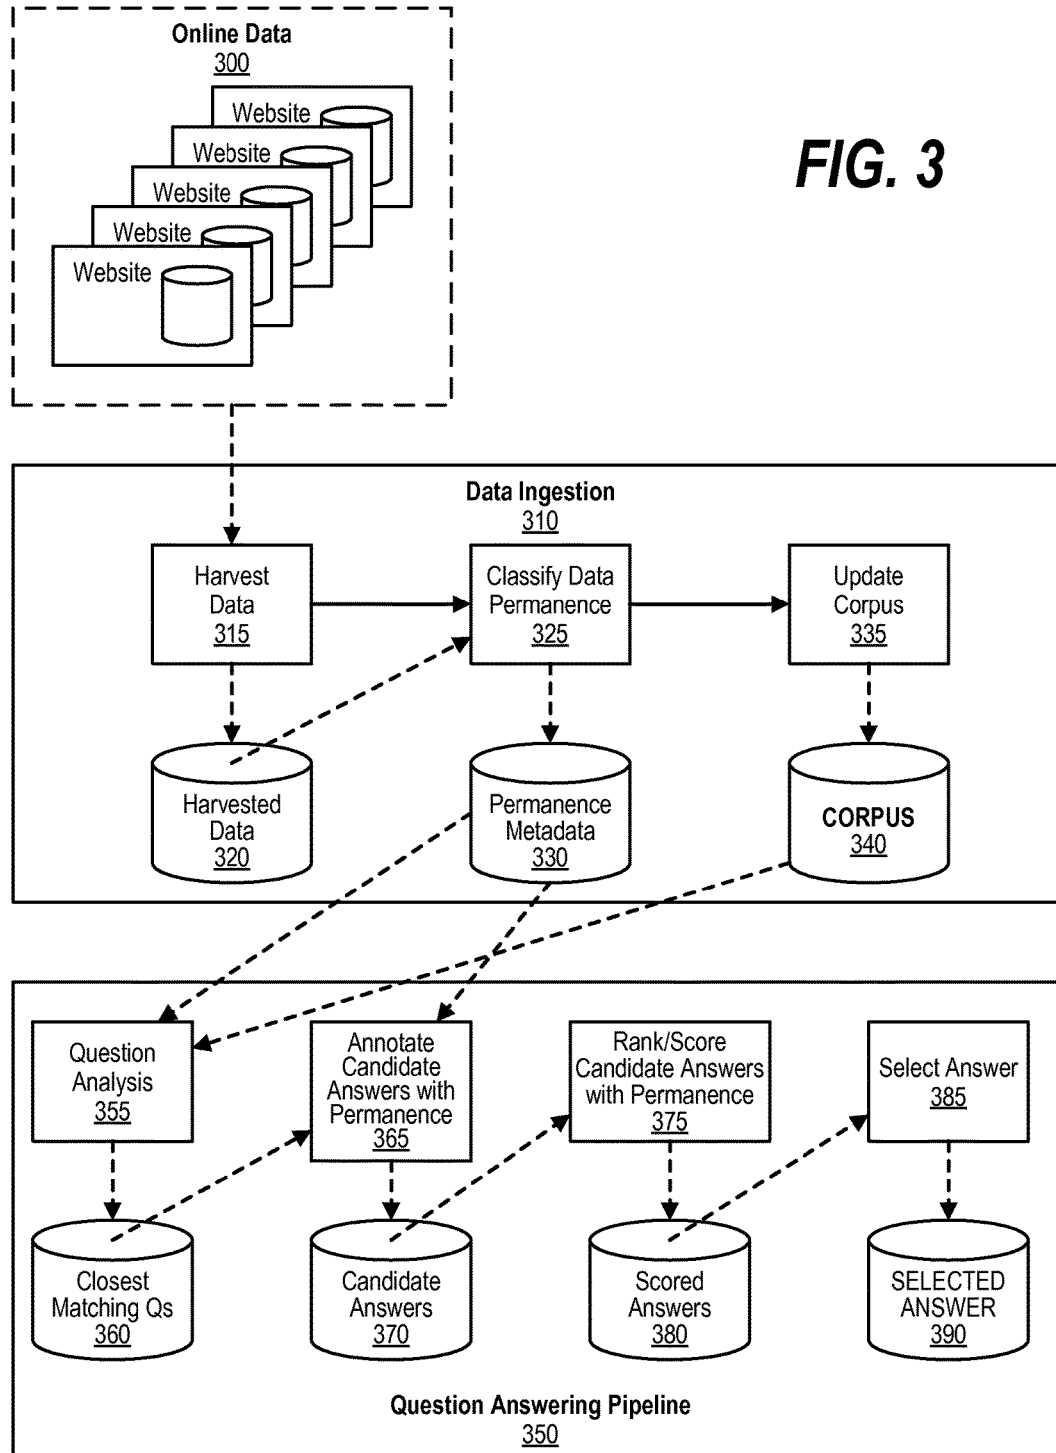 Online Data
300
Website
Website
Website
Website
Website
FIG. 3
Data Ingestion
310
Harvest
Data
315
Classify Data
Permanence
325
Update
Corpus
335
Harvested
Data
320
Permanence
Metadata
330
CORPUS
340
Question
Analysis
355
Annotate
Candidate
Answers with
Permanence
365
Rank/Score
Candidate Answers
with Permanence
375
Select Answer
385
Closest
Matching Qs
360
Candidate
Answers
370
Scored
Answers
380
SELECTED
ANSWER
390
Question Answering Pipeline
350